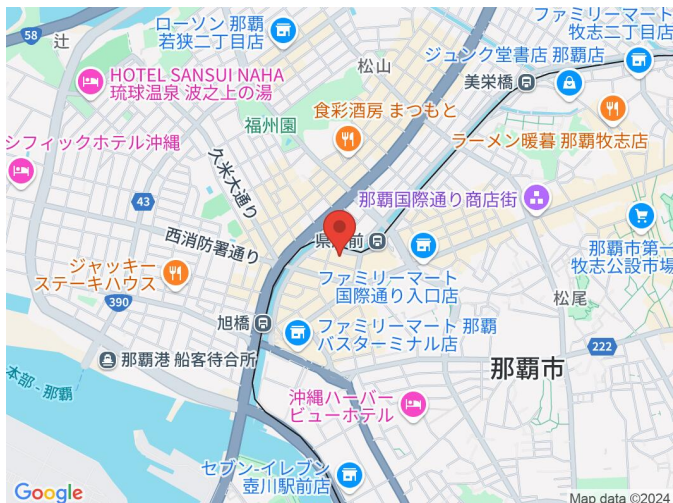 ローソン 那覇
若狭二丁目店
ファミリーマート
牧志二丁目店
58
辻
松山
ジュンク堂書店 那覇店
HOTEL SANSUI NAHA
琉球温泉 波之上の湯
美栄橋
食彩酒房 まつもと
福州園
ラーメン暖暮 那覇牧志店
シフィックホテル沖縄
久米大通り
43
那覇国際通り商店街
西消防署通り
県
前
那覇市第一
牧志公設市場
ジャッキー
ステーキハウス
ファミリーマート
国際通り入口店
松尾
390
旭橋
ファミリーマート 那覇
バスターミナル店
222
那覇港 船客待合所
那覇市
本部 - 那覇
沖縄ハーバー
ビューホテル
セブン-イレブン
壺川駅前店
Google
Map data ©2024